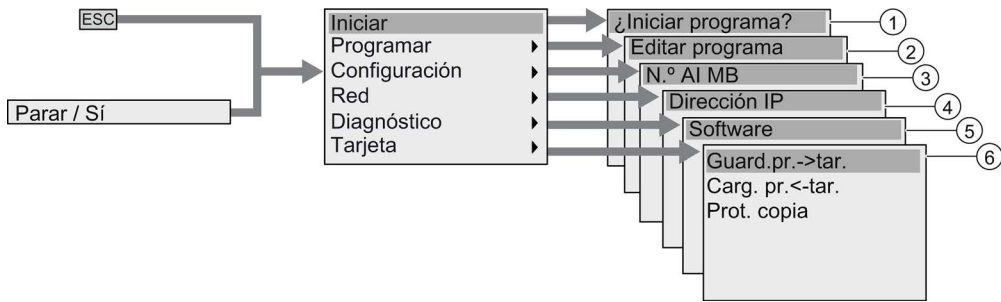 ESC
Parar / Sí
Iniciar
Programar
Configuración
Red
Diagnóstico
Tarjeta
¿Iniciar programa?
1
Editar programa
2
N.º AI MB
3
Dirección IP
4
Software
5
Guard.pr.->tar.
6
Carg. pr.<-tar.
Prot. copia